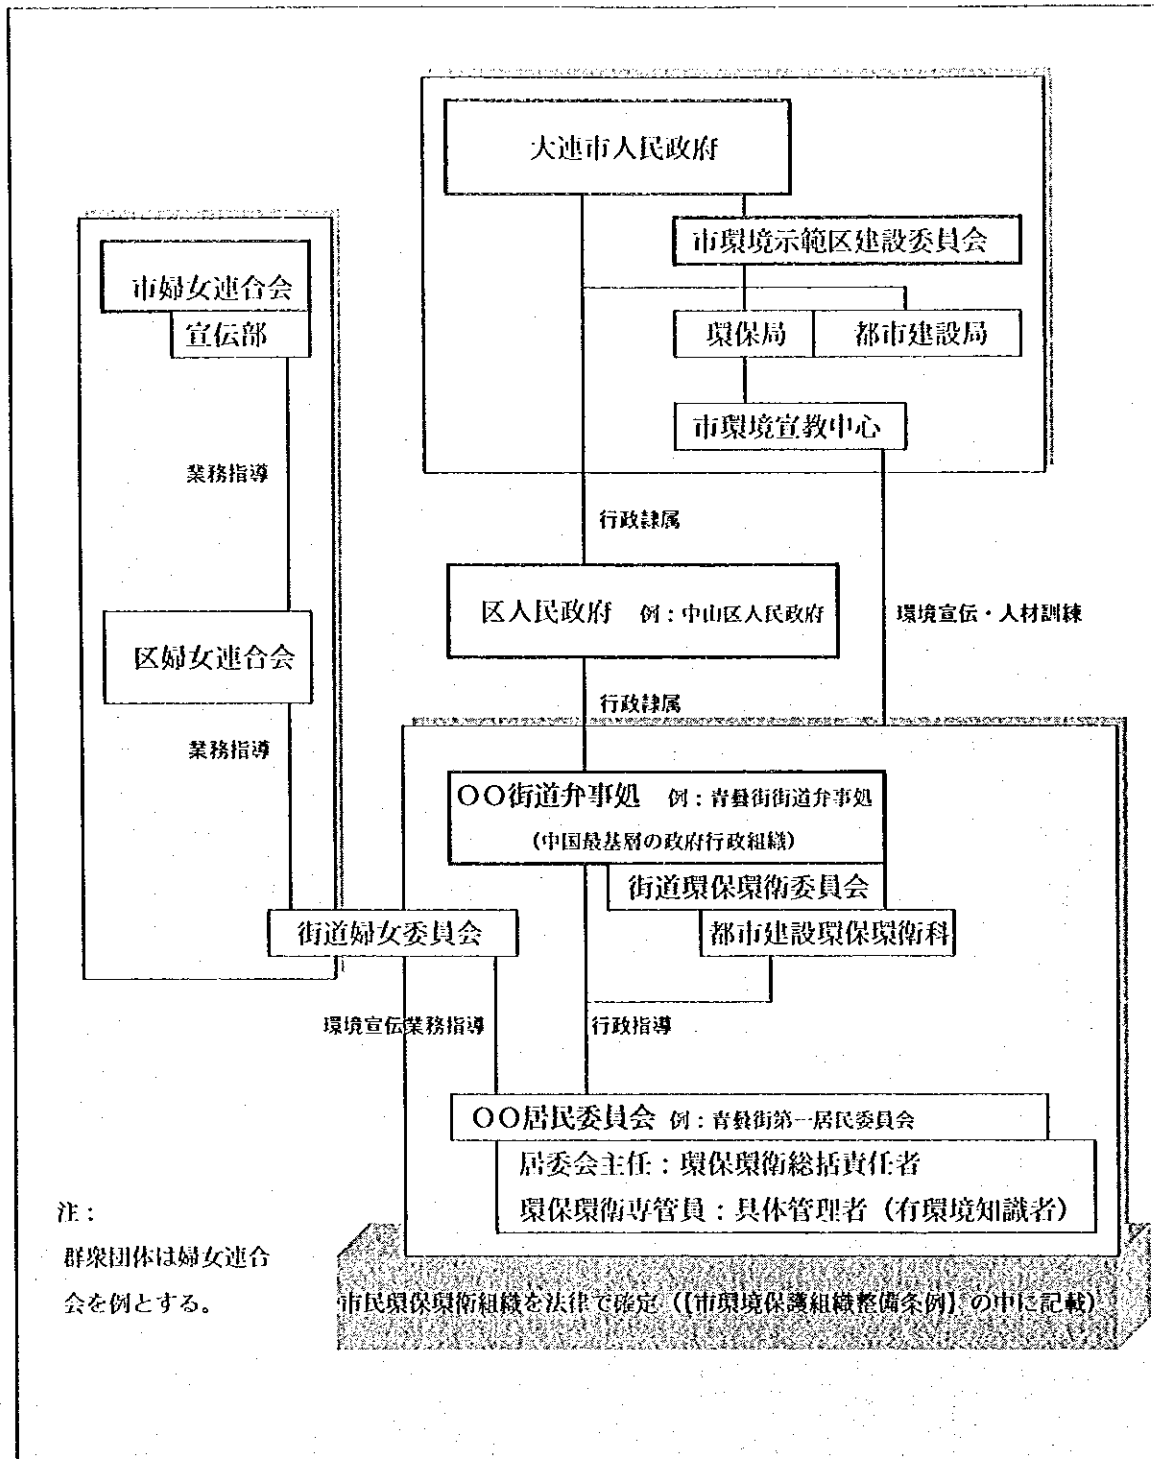 大連市人民政府
市環境示範区建設委員会
市婦女連合会
宣伝部
環保局
都市建設局
市環境宣教中心
業務指導
行政隷属
区人民政府 例：中山区人民政府
環境宣伝・人材訓練
区婦女連合会
行政隷属
業務指導
〇〇街道弁事処 例：青藝街街道弁事処
（中国最基層の政府行政組織）
街道環保環衛委員会
街道婦女委員会
都市建設環保環衛科
環境宣伝業務指導
行政指導
〇〇居民委員会 例：青藝街第一居民委員会
居委会主任：環保環衛総括責任者
環保環衛専管員：具体管理者（有環境知識者）
注：
群衆団体は婦女連合
会を例とする。
市民環保環衛組織を法律で確定（【市環境保護組織整備条例】の中に記載）